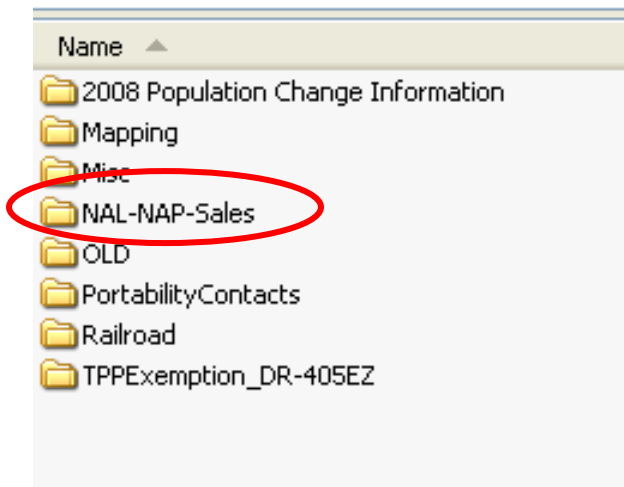 Name
2008 Population Change Information
Mapping
Misc
NAL-NAP-Sales
OLD
PortabilityContacts
Railroad
TPPExemption_DR-405EZ